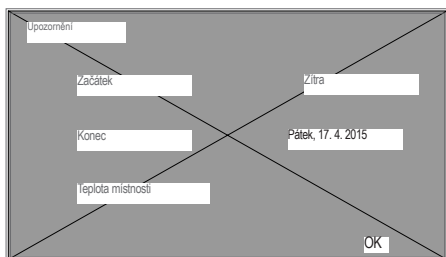 Upozornění
Začátek
Zítra
Konec
Pátek, 17. 4. 2015
Teplota místnosti
OK